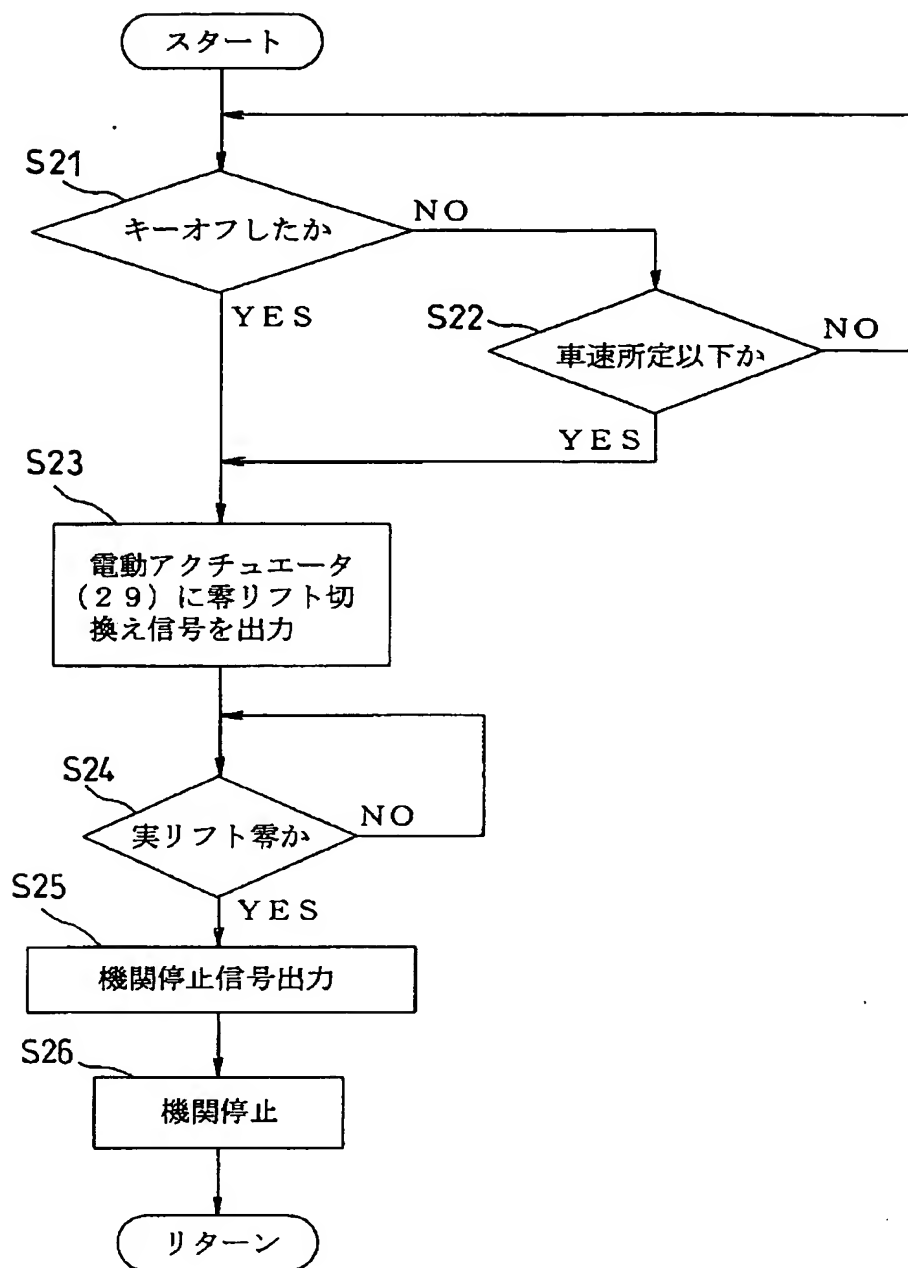 スタート
S21
キーオフしたか
NO
YES
S22
車速所定以下か
NO
YES
S23
電動アクチュエータ
(29)に零リフト切
換え信号を出力
S24
実リフト零か
NO
YES
S25
機関停止信号出力
S26
機関停止
リターン